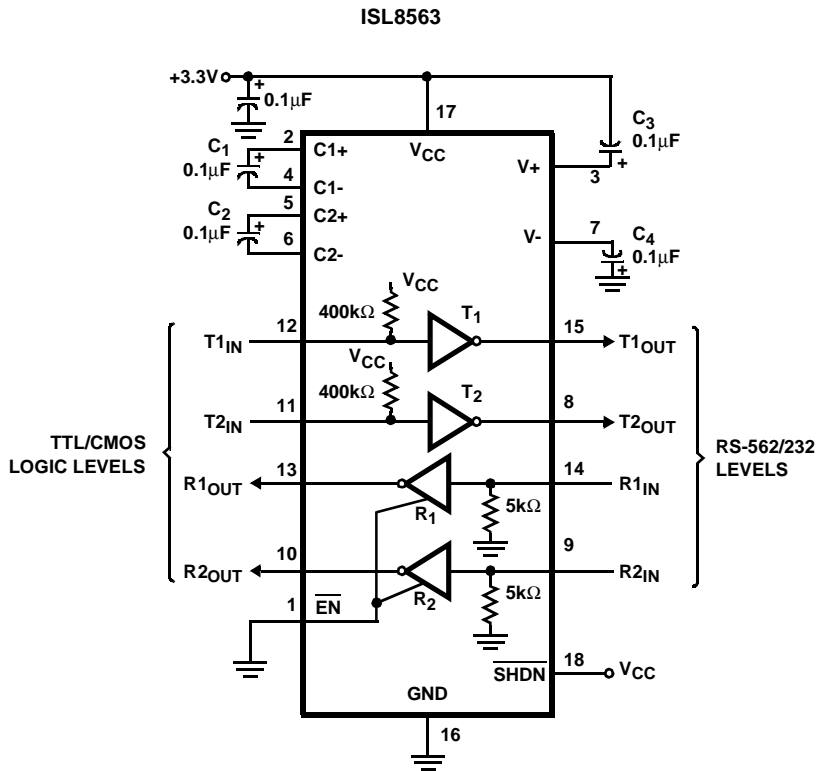 ISL8563
+3.3V
+
0.1µF
17
VCC
C1
0.1µF
+
2
C1+
4
C1-
C2
0.1µF
+
5
C2+
6
C2-
V+
3
C3
0.1µF
+
V-
7
C4
0.1µF
+
VCC
400kΩ
T1
T1IN
12
15
T1OUT
VCC
400kΩ
T2
T2IN
11
8
T2OUT
TTL/CMOS
LOGIC LEVELS
RS-562/232
LEVELS
R1OUT
13
R1
14
R1IN
5kΩ
R2OUT
10
R2
9
R2IN
5kΩ
1
EN
SHDN
18
VCC
GND
16